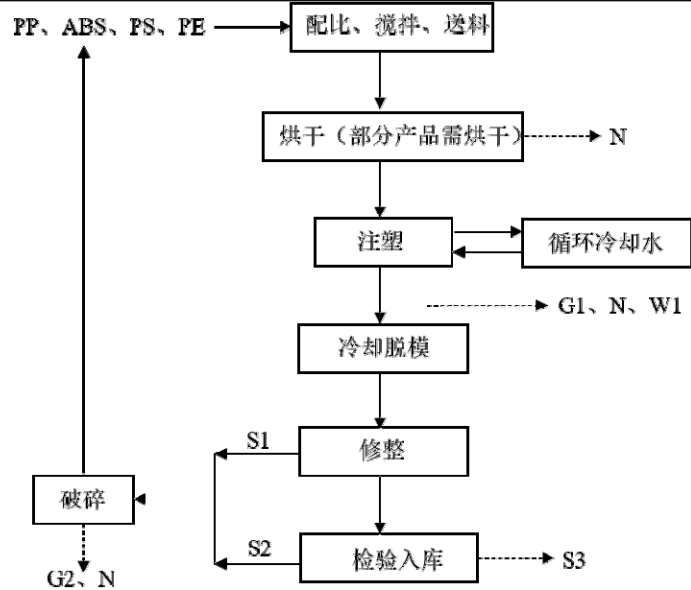 PP、ABS、PS、PE
配比、搅拌、送料
烘干（部分产品需烘干）
N
注塑
循环冷却水
G1、N、W1
冷却脱模
S1
修整
破碎
S2
检验入库
S3
G2、N